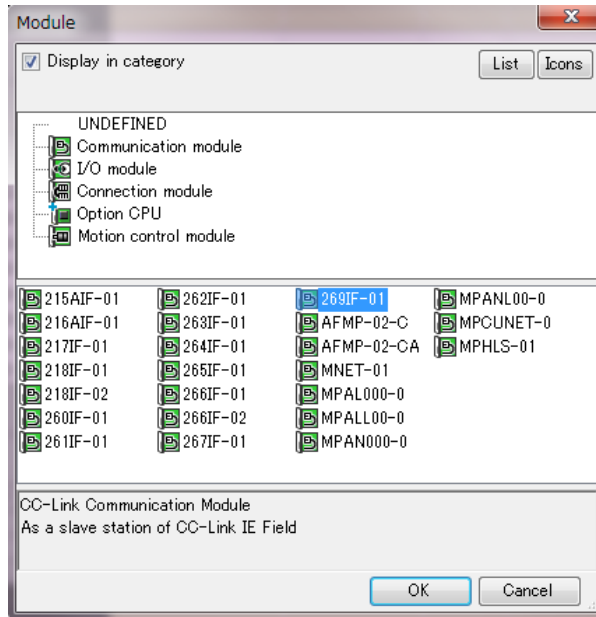 Module
Display in category
List
Icons
UNDEFINED
Communication module
I/O module
Connection module
Option CPU
Motion control module
215AIF-01 262IF-01 269IF-01 MPANL00-0
216AIF-01 263IF-01 AFMP-02-C MPCUNET-0
217IF-01 264IF-01 AFMP-02-CA MPHLS-01
218IF-01 265IF-01 MNET-01
218IF-02 266IF-01 MPAL000-0
260IF-01 266IF-02 MPALL00-0
261IF-01 267IF-01 MPAN000-0
CC-Link Communication Module
As a slave station of CC-Link IE Field
OK
Cancel